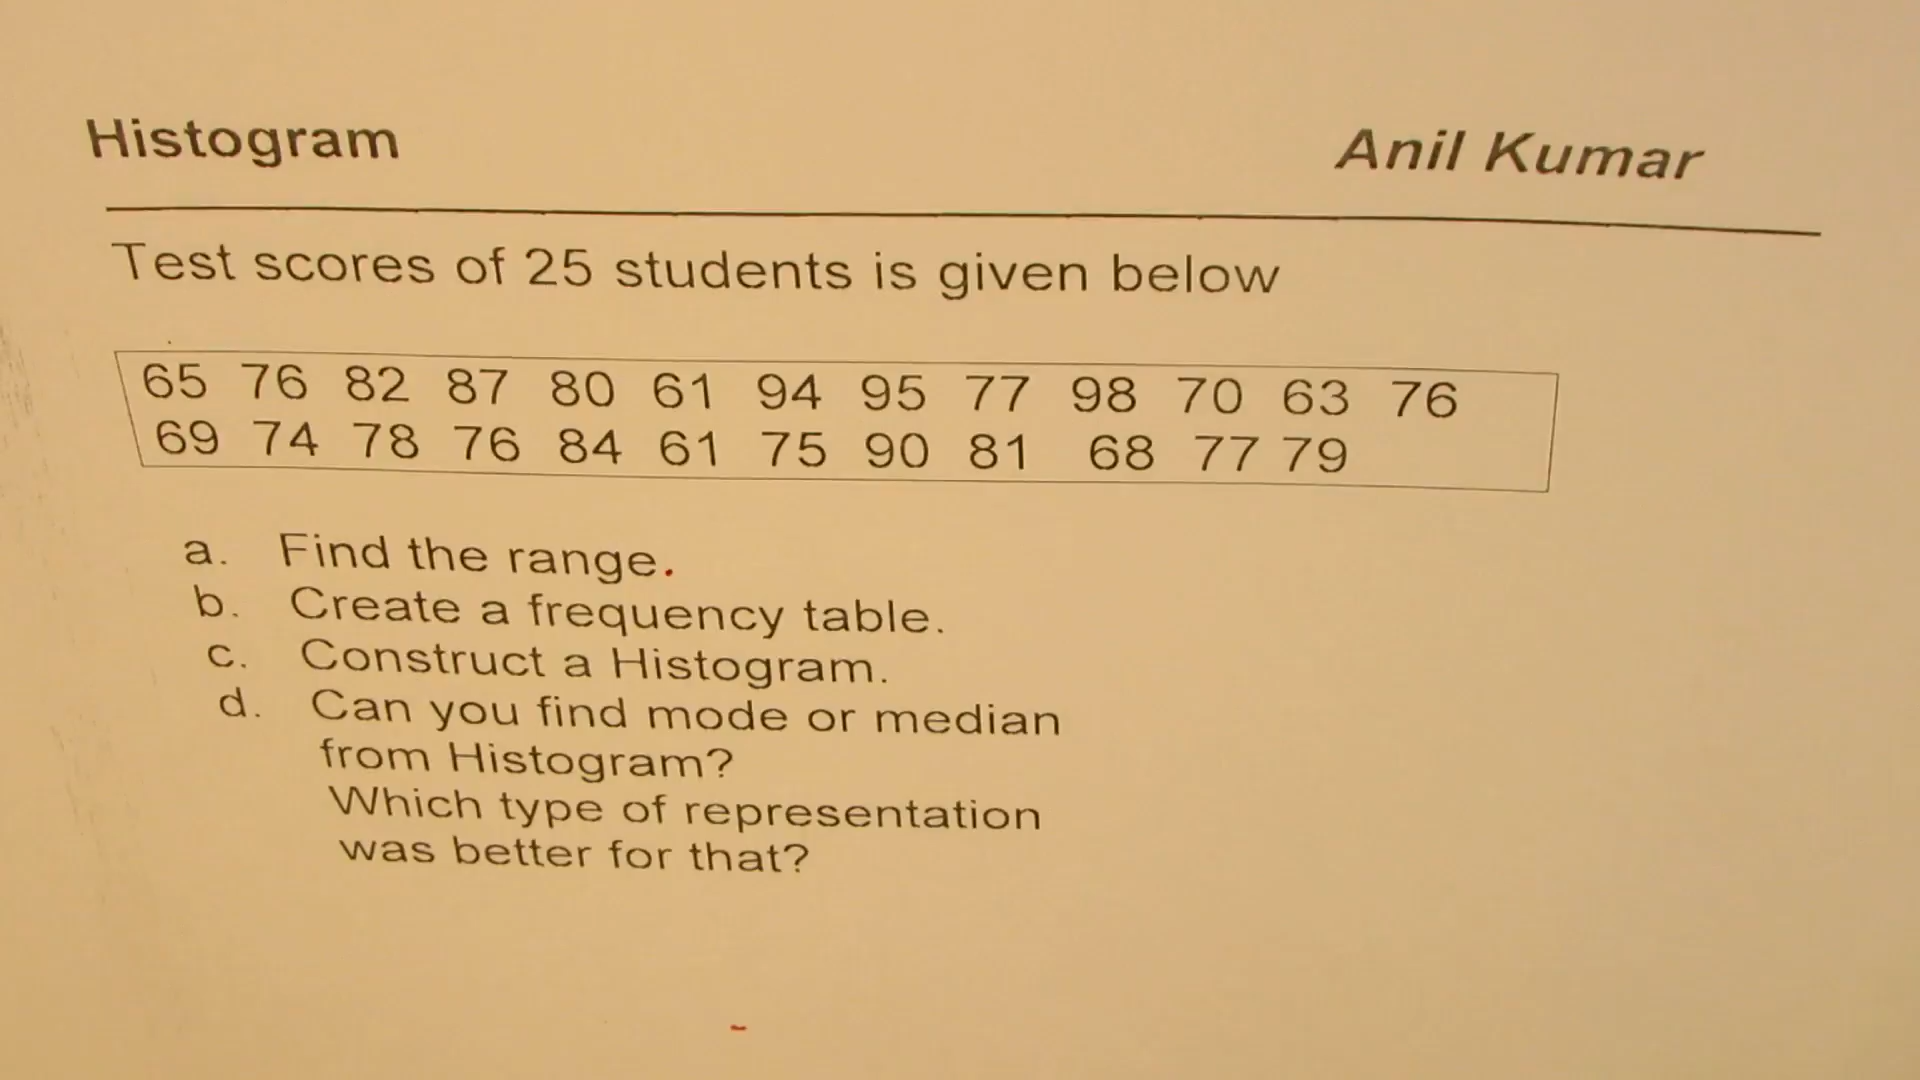 Histogram Anil Kumar
Test scores of 25 students is given below
65 76 82 87 80 61 94 95 77 98 70 63 76
69 74 78 76 84 61 75 90 81 68 77 79
a. Find the range.
b. Create a frequency table.
c. Construct a Histogram.
d. Can you find mode or median
from Histogram?
Which type of representation
was better for that?